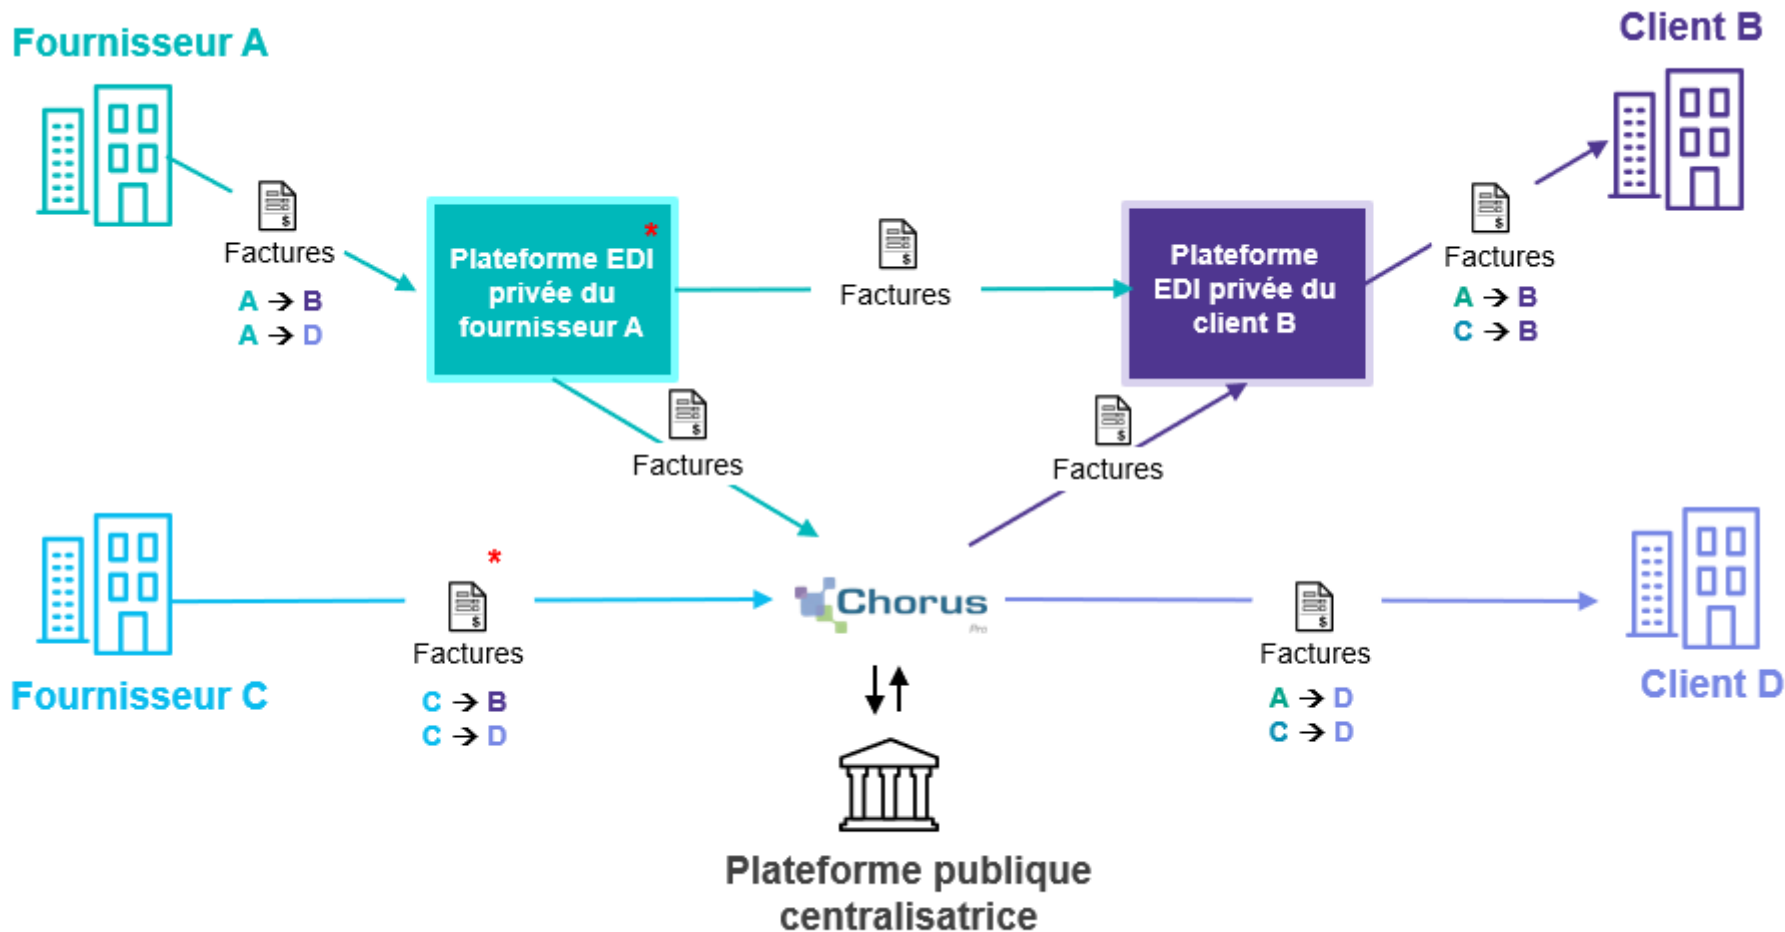 Fournisseur A
Client B
Factures
A → B
A → D
*
Plateforme EDI
privée du
fournisseur A
Factures
Plateforme
EDI privée du
client B
Factures
A → B
C → B
Factures
Factures
*
Factures
C → B
C → D
Fournisseur C
Chorus
Pro
Factures
A → D
C → D
Client D
Plateforme publique
centralisatrice